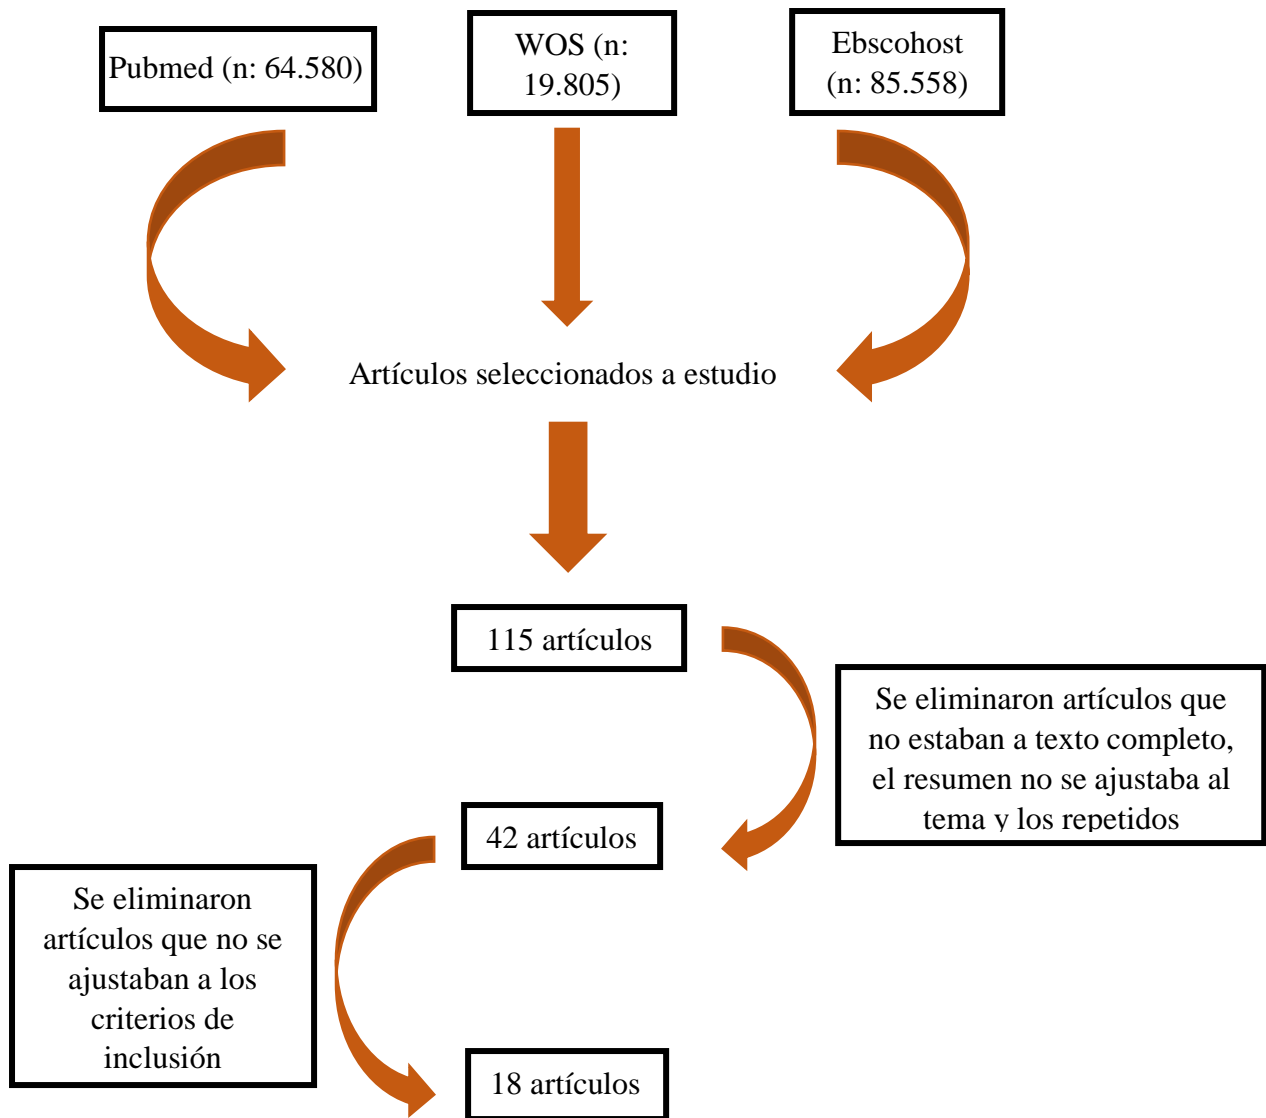 Pubmed (n: 64.580)
WOS (n:
19.805)
Ebscohost
(n: 85.558)
Artículos seleccionados a estudio
115 artículos
Se eliminaron artículos que
no estaban a texto completo,
el resumen no se ajustaba al
tema y los repetidos
42 artículos
Se eliminaron
artículos que no se
ajustaban a los
criterios de
inclusión
18 artículos